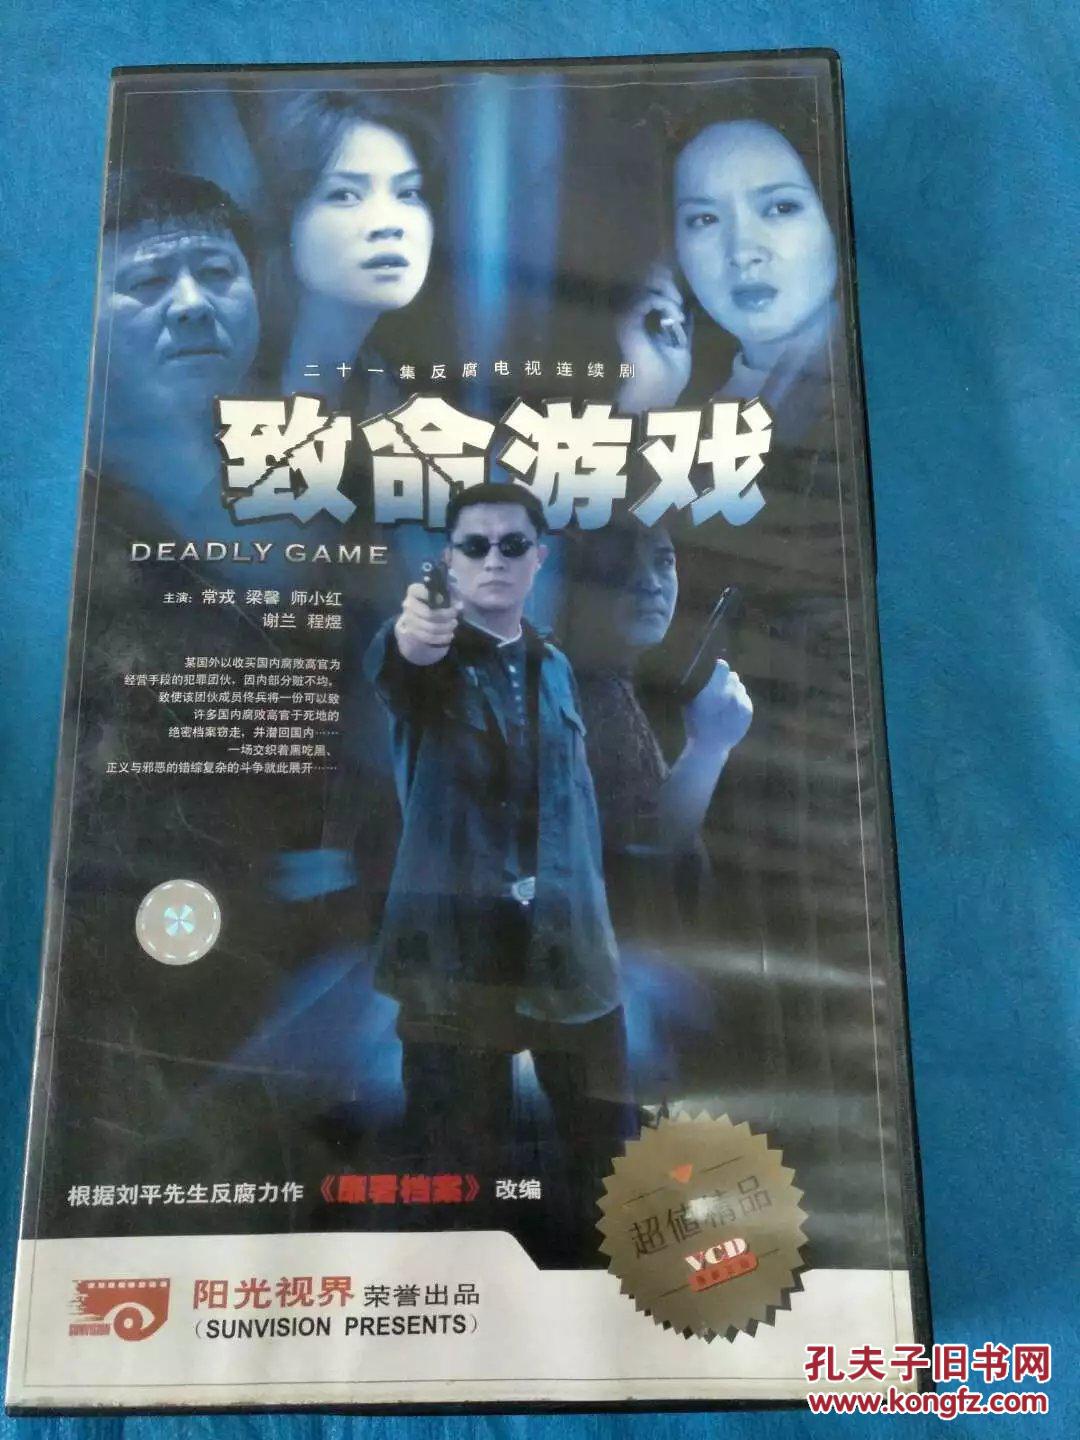 二十一集反腐电视连续剧
致命游戏
DEADLY GAME
主演：常戎 梁馨 师小红
谢兰 程煜
某国外以收买国内腐败高官为
经营手段的犯罪团伙，因内部分赃不均，
致使该团伙成员佟兵将一份可以致
许多国内腐败高官于死地的
绝密档案窃走，并潜回国内……
一场交织着黑吃黑、
正义与邪恶的错综复杂的斗争就此展开……
根据刘平先生反腐力作《廉署档案》改编
超值精品
VCD
SUNVISION
阳光视界 荣誉出品
（SUNVISION PRESENTS）
孔夫子旧书网
www.kongfz.com